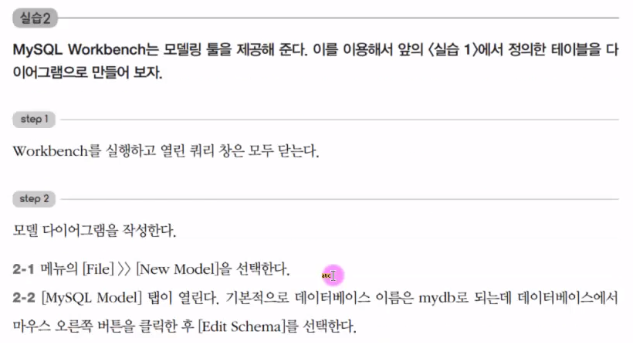 실습2
MySQL Workbench는 모델링 툴을 제공해 준다. 이를 이용해서 앞의 〈실습 1〉에서 정의한 테이블을 다
이어그램으로 만들어 보자.
step 1
Workbench를 실행하고 열린 쿼리 창은 모두 닫는다.
step 2
모델 다이어그램을 작성한다.
2-1 메뉴의 [File] 〉〉 [New Model]을 선택한다.
2-2 [MySQL Model] 탭이 열린다. 기본적으로 데이터베이스 이름은 mydb로 되는데 데이터베이스에서
마우스 오른쪽 버튼을 클릭한 후 [Edit Schema]를 선택한다.